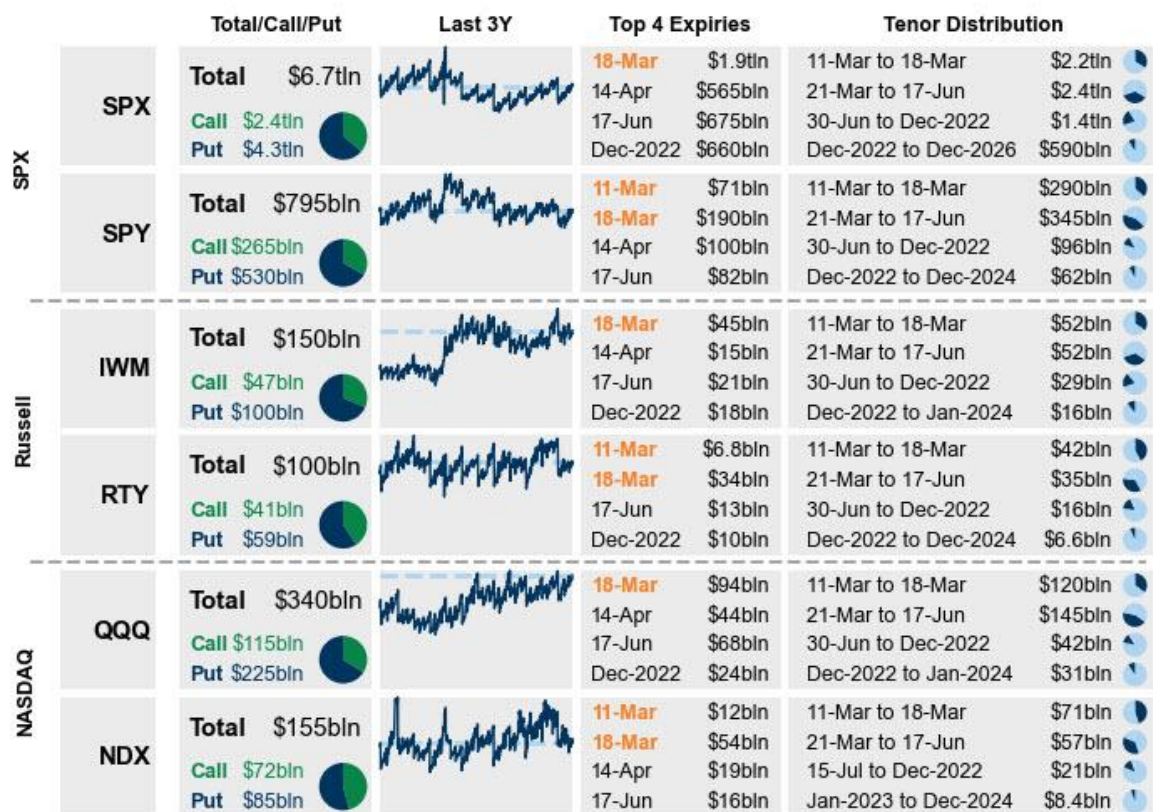 Total/Call/Put Last 3Y Top 4 Expiries Tenor Distribution
SPX
SPX
Total $6.7tln
Call $2.4tln
Put $4.3tln
18-Mar $1.9tln
14-Apr $565bln
17-Jun $675bln
Dec-2022 $660bln
11-Mar to 18-Mar $2.2tln
21-Mar to 17-Jun $2.4tln
30-Jun to Dec-2022 $1.4tln
Dec-2022 to Dec-2026 $590bln
SPY
Total $795bln
Call $265bln
Put $530bln
11-Mar $71bln
18-Mar $190bln
14-Apr $100bln
17-Jun $82bln
11-Mar to 18-Mar $290bln
21-Mar to 17-Jun $345bln
30-Jun to Dec-2022 $96bln
Dec-2022 to Dec-2024 $62bln
Russell
IWM
Total $150bln
Call $47bln
Put $100bln
18-Mar $45bln
14-Apr $15bln
17-Jun $21bln
Dec-2022 $18bln
11-Mar to 18-Mar $52bln
21-Mar to 17-Jun $52bln
30-Jun to Dec-2022 $29bln
Dec-2022 to Jan-2024 $16bln
RTY
Total $100bln
Call $41bln
Put $59bln
11-Mar $6.8bln
18-Mar $34bln
17-Jun $13bln
Dec-2022 $10bln
11-Mar to 18-Mar $42bln
21-Mar to 17-Jun $35bln
30-Jun to Dec-2022 $16bln
Dec-2022 to Dec-2024 $6.6bln
NASDAQ
QQQ
Total $340bln
Call $115bln
Put $225bln
18-Mar $94bln
14-Apr $44bln
17-Jun $68bln
Dec-2022 $24bln
11-Mar to 18-Mar $120bln
21-Mar to 17-Jun $145bln
30-Jun to Dec-2022 $42bln
Dec-2022 to Jan-2024 $31bln
NDX
Total $155bln
Call $72bln
Put $85bln
11-Mar $12bln
18-Mar $54bln
14-Apr $19bln
17-Jun $16bln
11-Mar to 18-Mar $71bln
21-Mar to 17-Jun $57bln
15-Jul to Dec-2022 $21bln
Jan-2023 to Dec-2024 $8.4bln